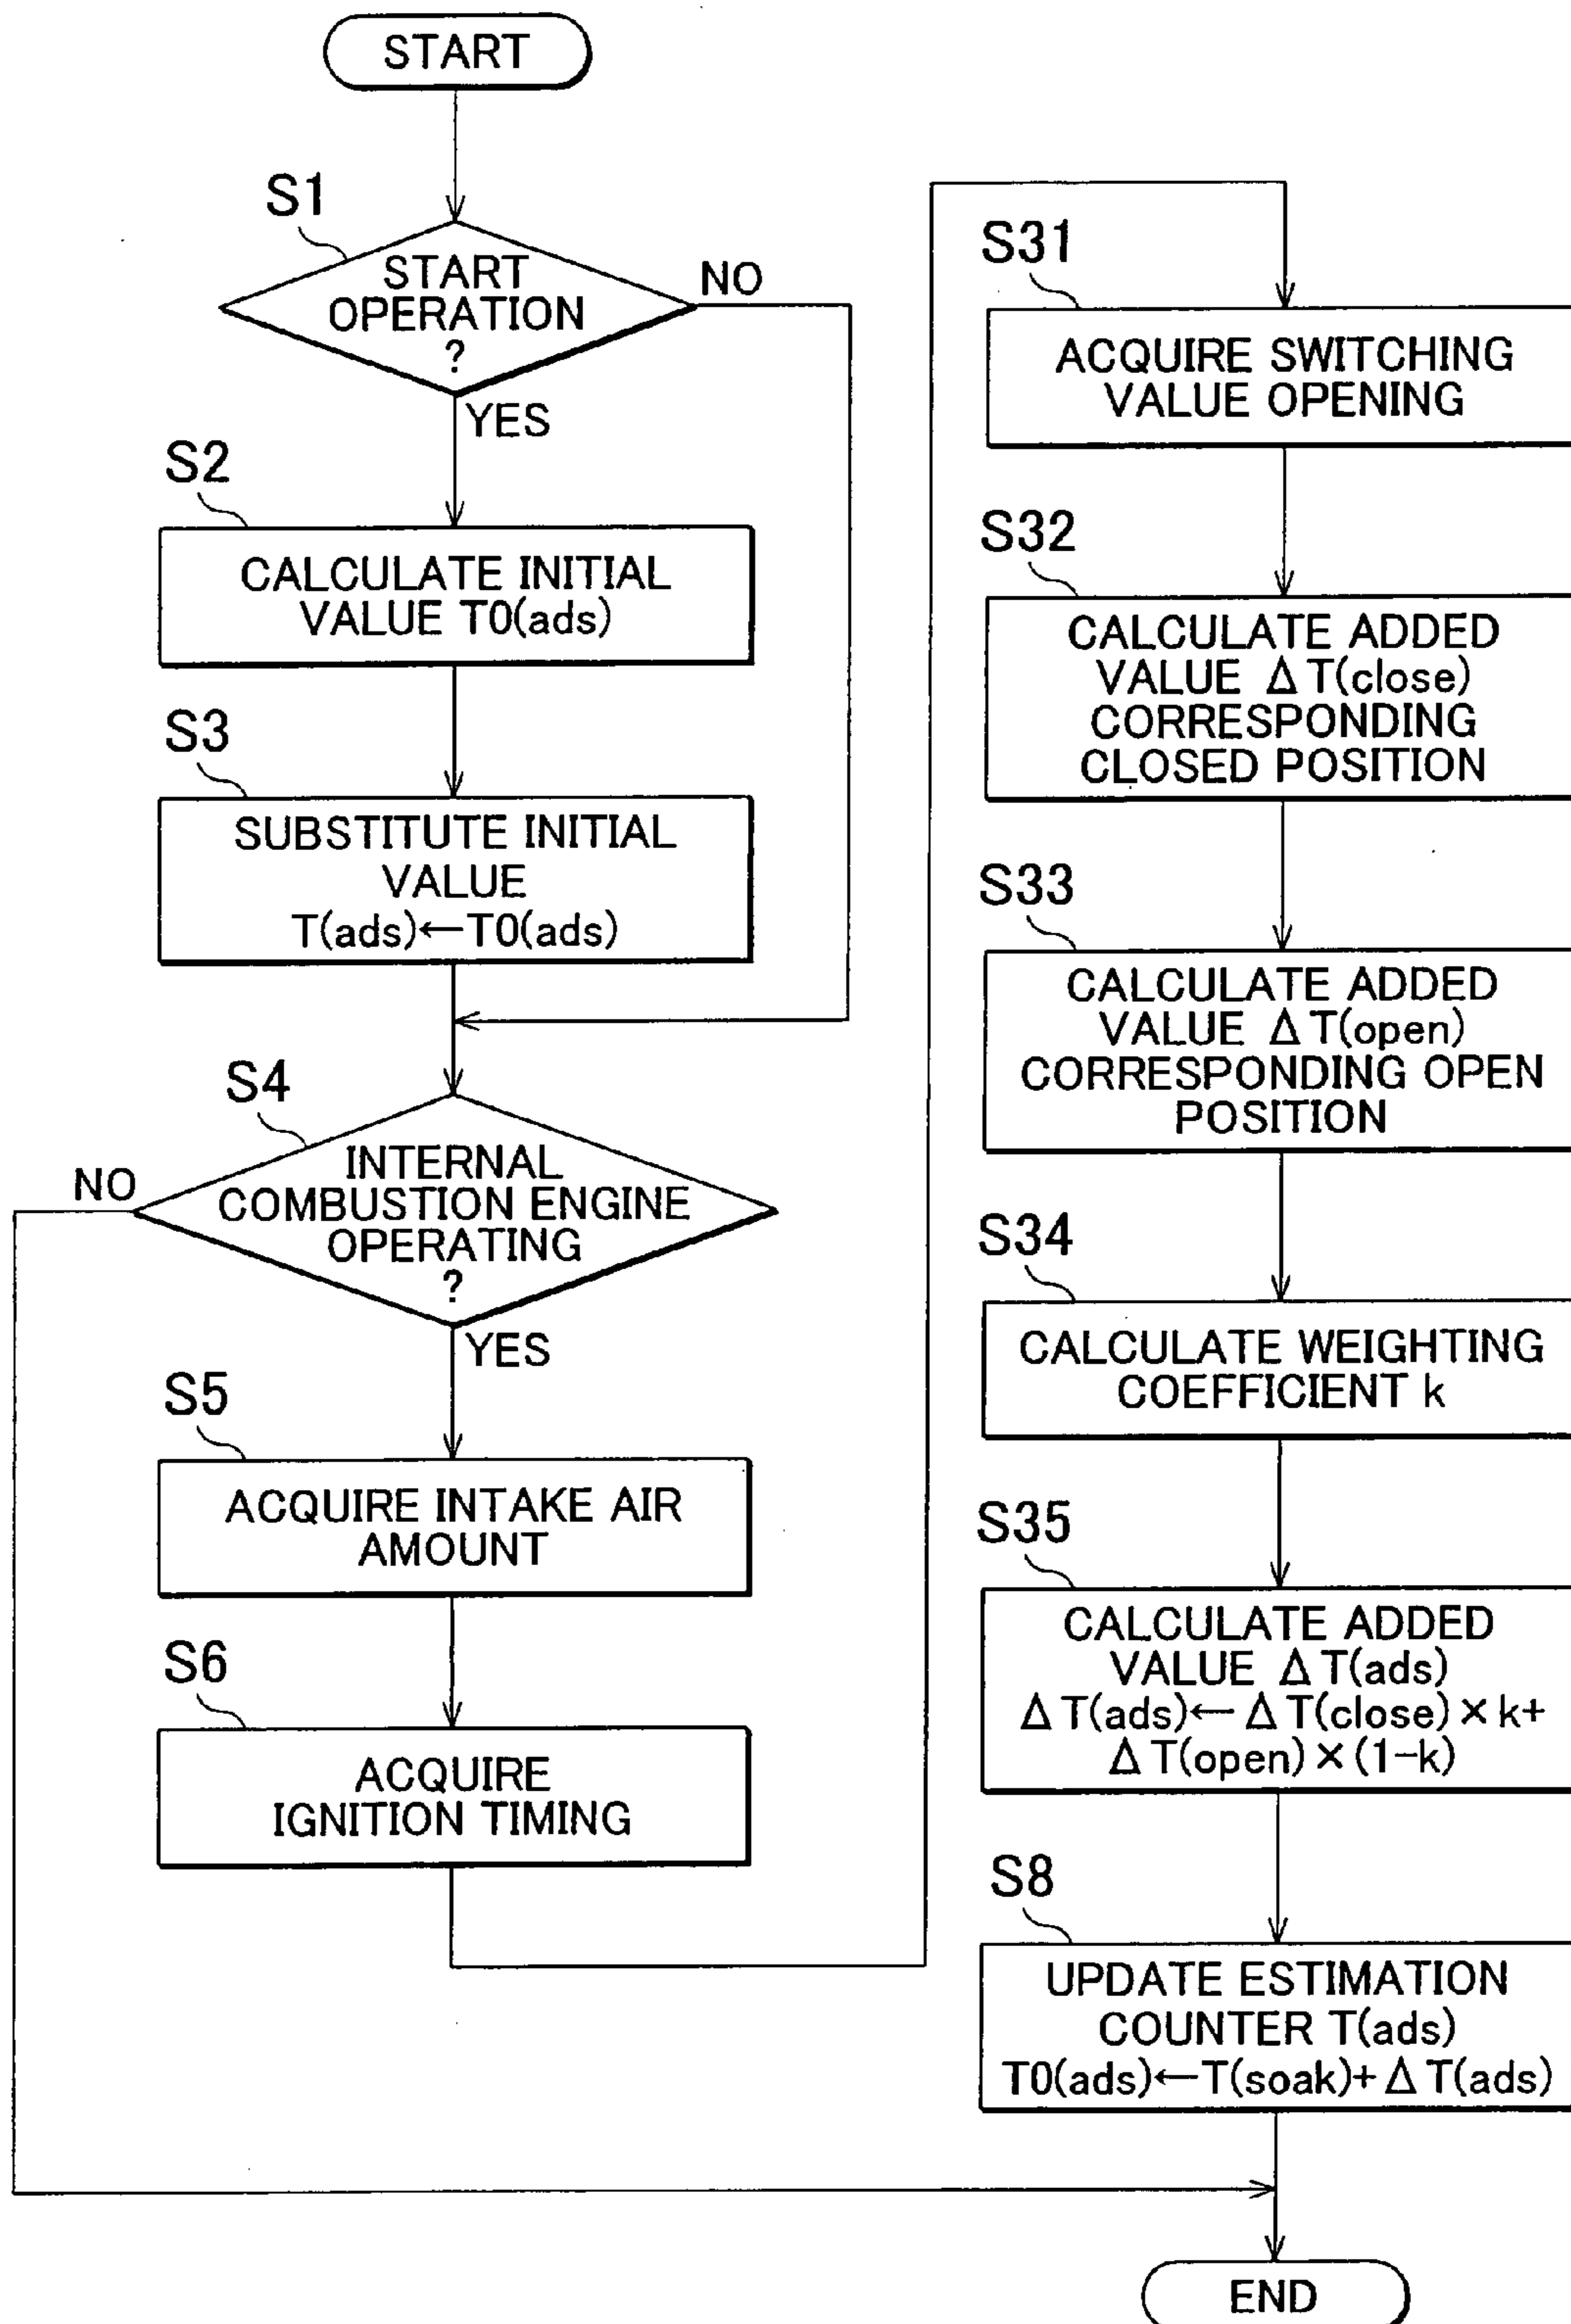 START
S1
START
OPERATION
?
NO
YES
S2
CALCULATE INITIAL
VALUE T0(ads)
S3
SUBSTITUTE INITIAL
VALUE
T(ads)←T0(ads)
S4
INTERNAL
COMBUSTION ENGINE
OPERATING
?
NO
YES
S5
ACQUIRE INTAKE AIR
AMOUNT
S6
ACQUIRE
IGNITION TIMING
S31
ACQUIRE SWITCHING
VALUE OPENING
S32
CALCULATE ADDED
VALUE ΔT(close)
CORRESPONDING
CLOSED POSITION
S33
CALCULATE ADDED
VALUE ΔT(open)
CORRESPONDING OPEN
POSITION
S34
CALCULATE WEIGHTING
COEFFICIENT k
S35
CALCULATE ADDED
VALUE ΔT(ads)
ΔT(ads)←ΔT(close)×k+
ΔT(open)×(1-k)
S8
UPDATE ESTIMATION
COUNTER T(ads)
T0(ads)←T(soak)+ΔT(ads)
END